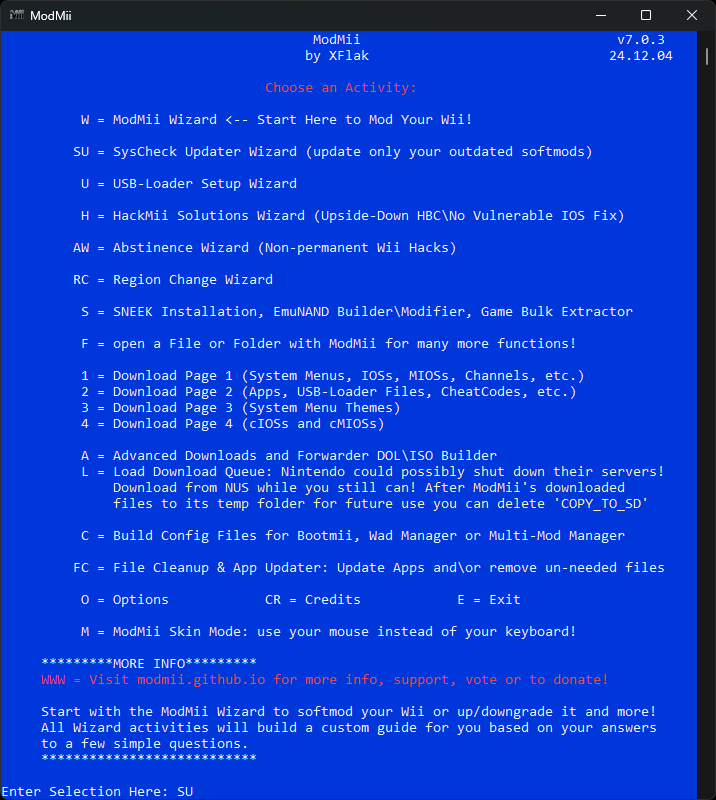 ModMii
ModMii v7.0.3
by XFlak 24.12.04
Choose an Activity:
W = ModMii Wizard <-- Start Here to Mod Your Wii!
SU = SysCheck Updater Wizard (update only your outdated softmods)
U = USB-Loader Setup Wizard
H = HackMii Solutions Wizard (Upside-Down HBC\No Vulnerable IOS Fix)
AW = Abstinence Wizard (Non-permanent Wii Hacks)
RC = Region Change Wizard
S = SNEEK Installation, EmuNAND Builder\Modifier, Game Bulk Extractor
F = open a File or Folder with ModMii for many more functions!
1 = Download Page 1 (System Menus, IOSs, MIOSs, Channels, etc.)
2 = Download Page 2 (Apps, USB-Loader Files, CheatCodes, etc.)
3 = Download Page 3 (System Menu Themes)
4 = Download Page 4 (cIOSs and cMIOSs)
A = Advanced Downloads and Forwarder DOL\ISO Builder
L = Load Download Queue: Nintendo could possibly shut down their servers!
Download from NUS while you still can! After ModMii's downloaded
files to its temp folder for future use you can delete 'COPY_TO_SD'
C = Build Config Files for Bootmii, Wad Manager or Multi-Mod Manager
FC = File Cleanup & App Updater: Update Apps and\or remove un-needed files
O = Options CR = Credits E = Exit
M = ModMii Skin Mode: use your mouse instead of your keyboard!
*********MORE INFO*********
WWW = Visit modmii.github.io for more info, support, vote or to donate!
Start with the ModMii Wizard to softmod your Wii or up/downgrade it and more!
All Wizard activities will build a custom guide for you based on your answers
to a few simple questions.
***************************
Enter Selection Here: SU